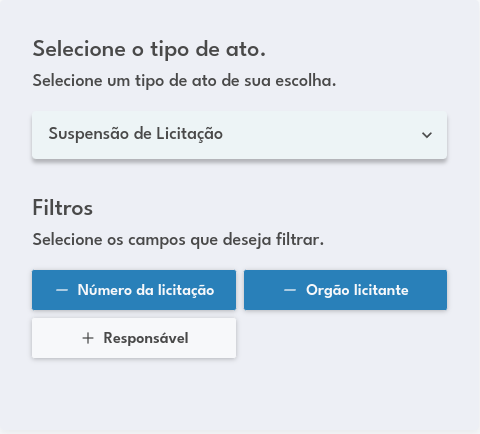 Selecione o tipo de ato.
Selecione um tipo de ato de sua escolha.
Suspensão de Licitação
Filtros
Selecione os campos que deseja filtrar.
— Número da licitação
— Orgão licitante
+ Responsável